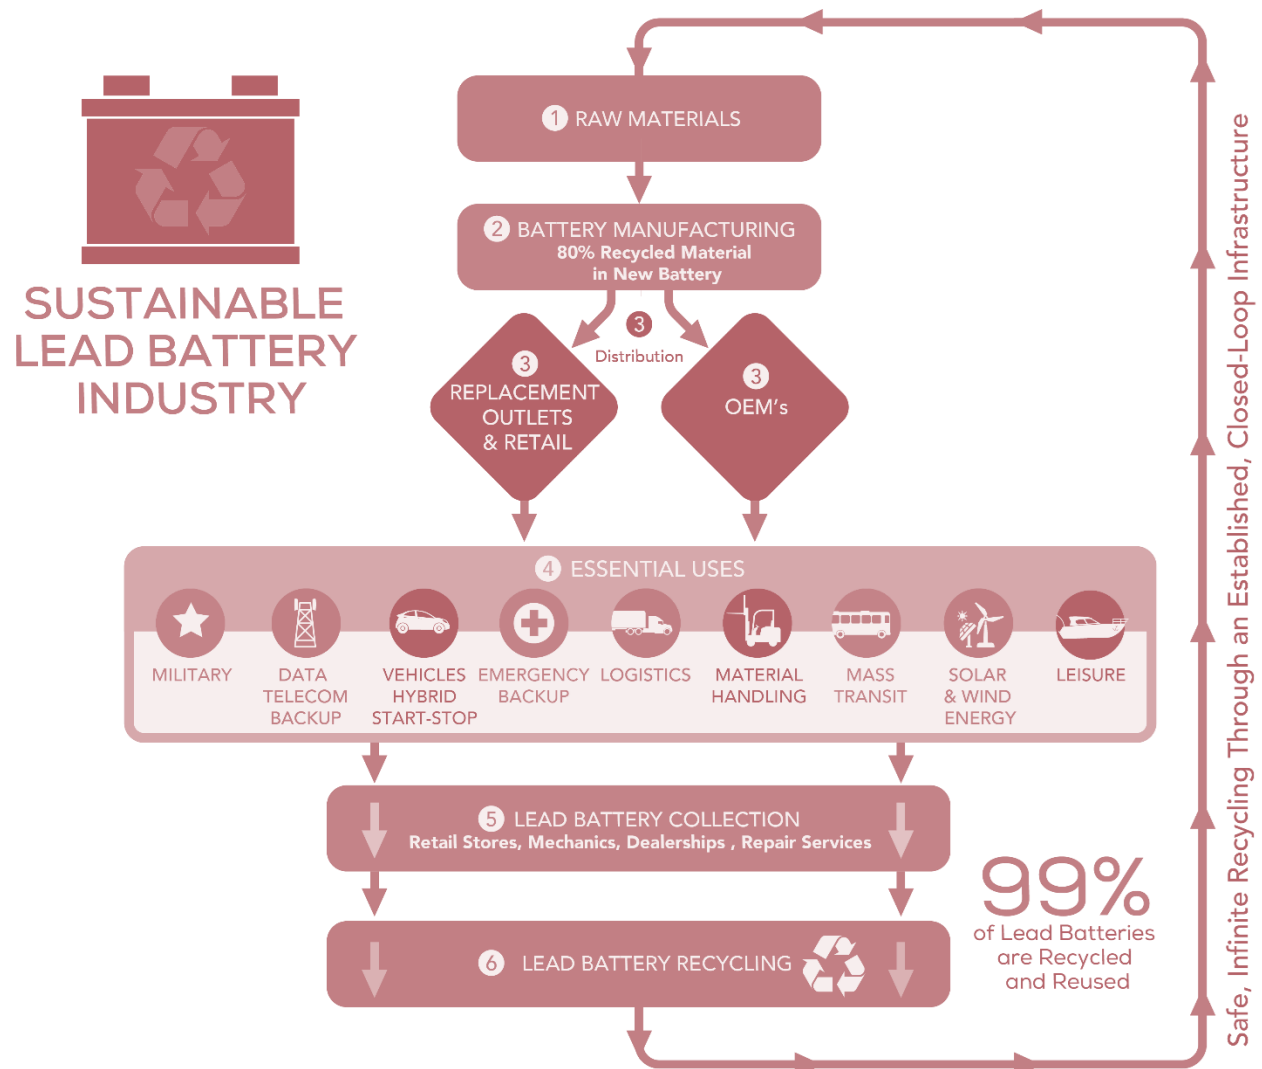 SUSTAINABLE
LEAD BATTERY
INDUSTRY
1 RAW MATERIALS
2 BATTERY MANUFACTURING
80% Recycled Material
in New Battery
3
Distribution
3
REPLACEMENT
OUTLETS
& RETAIL
3
OEM's
4 ESSENTIAL USES
MILITARY
DATA
TELECOM
BACKUP
VEHICLES
HYBRID
START-STOP
EMERGENCY
BACKUP
LOGISTICS
MATERIAL
HANDLING
MASS
TRANSIT
SOLAR
& WIND
ENERGY
LEISURE
5 LEAD BATTERY COLLECTION
Retail Stores, Mechanics, Dealerships , Repair Services
6 LEAD BATTERY RECYCLING
99%
of Lead Batteries
are Recycled
and Reused
Safe, Infinite Recycling Through an Established, Closed-Loop Infrastructure